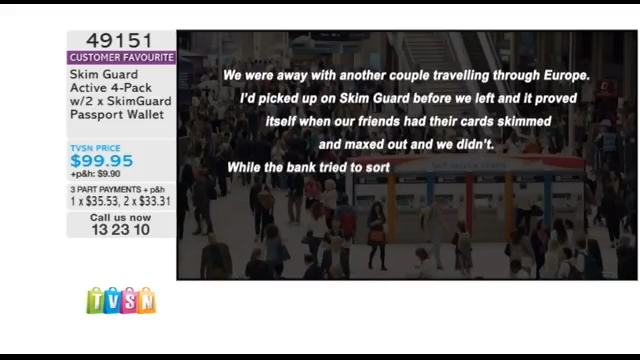 49151
CUSTOMER FAVOURITE
Skim Guard
Active 4-Pack
w/2 x SkimGuard
Passport Wallet
TVSN PRICE
$99.95
+p&h: $9.90
3 PART PAYMENTS + p&h
1 x $35.53, 2 x $33.31
Call us now
13 23 10
TVSN
We were away with another couple travelling through Europe.
I'd picked up on Skim Guard before we left and it proved
itself when our friends had their cards skimmed
and maxed out and we didn't.
While the bank tried to sort